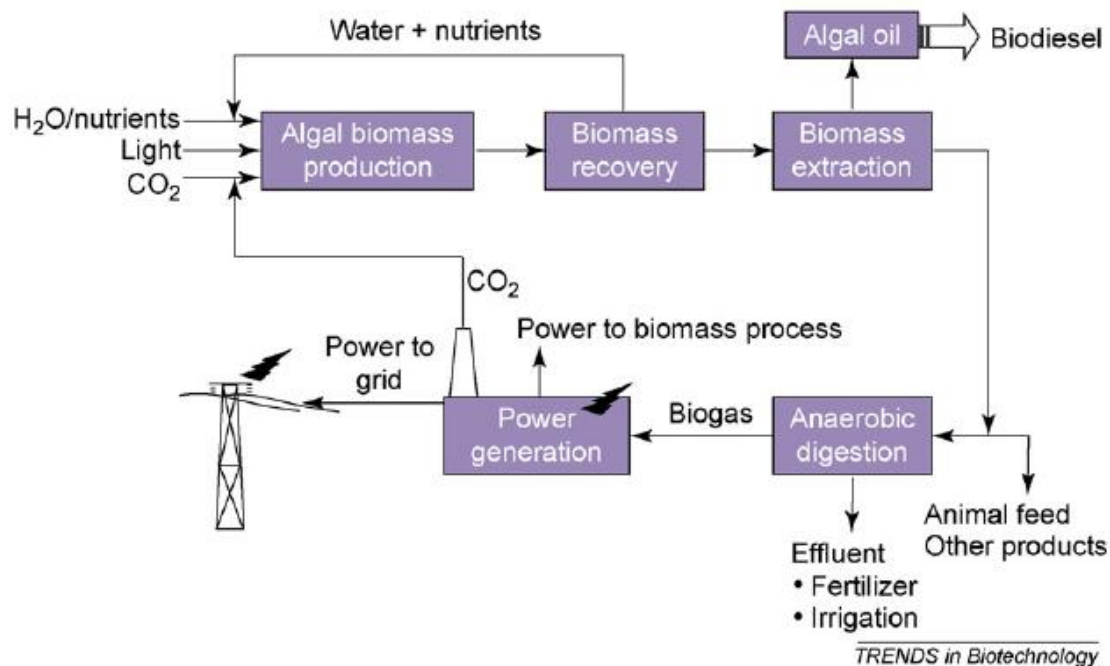 Water + nutrients
Algal oil
Biodiesel
H₂O/nutrients
Light
CO₂
Algal biomass
production
Biomass
recovery
Biomass
extraction
CO₂
Power to
grid
Power to biomass process
Power
generation
Biogas
Anaerobic
digestion
Animal feed
Other products
Effluent
• Fertilizer
• Irrigation
TRENDS in Biotechnology